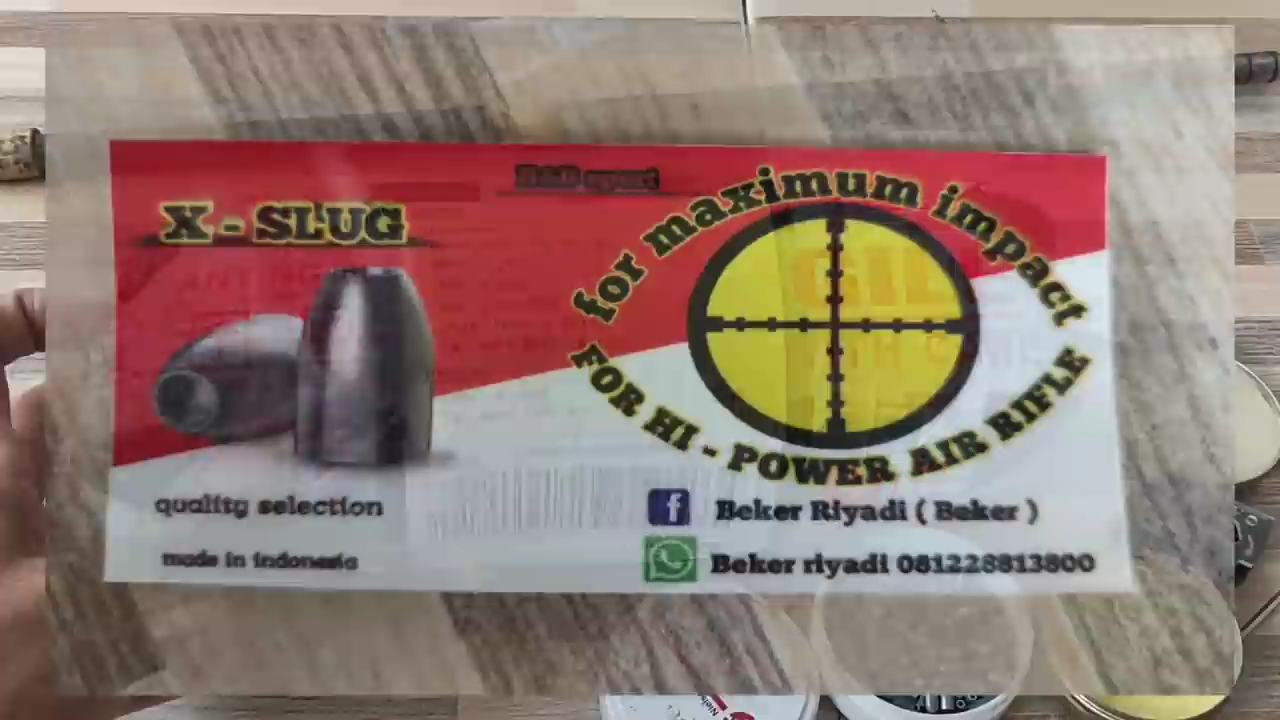 X - SLUG
for maximum impact
FOR HI - POWER AIR RIFLE
quality selection
made in indonesia
f Beker Riyadi ( Beker )
Beker riyadi 081228813800